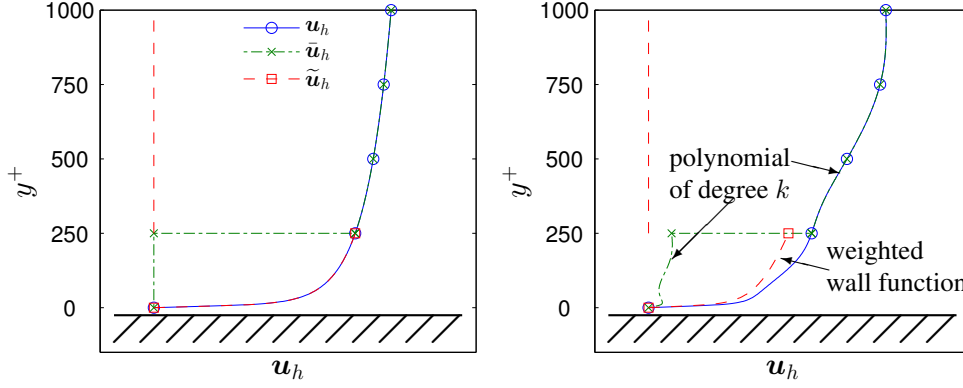 1000
750
500
250
0
y⁺
u_h
ū_h
ũ_h
u_h
1000
750
500
250
0
y⁺
polynomial
of degree k
weighted
wall function
u_h